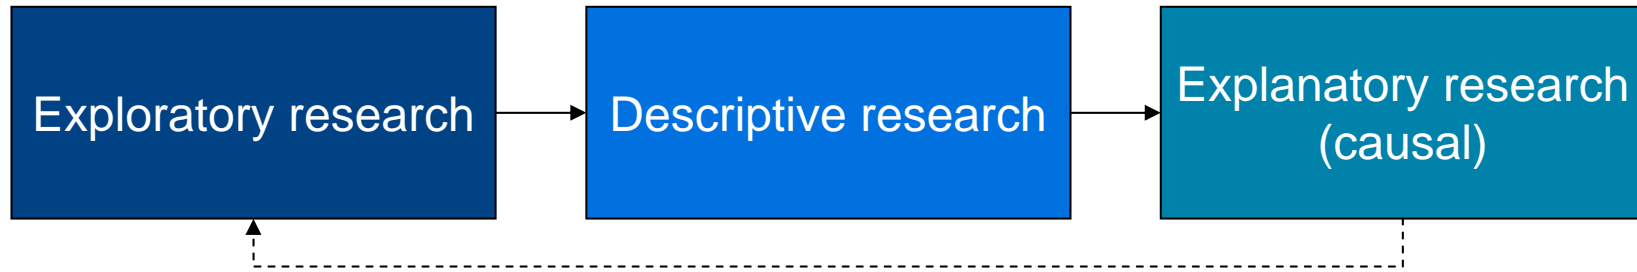 Exploratory research
Descriptive research
Explanatory research
(causal)